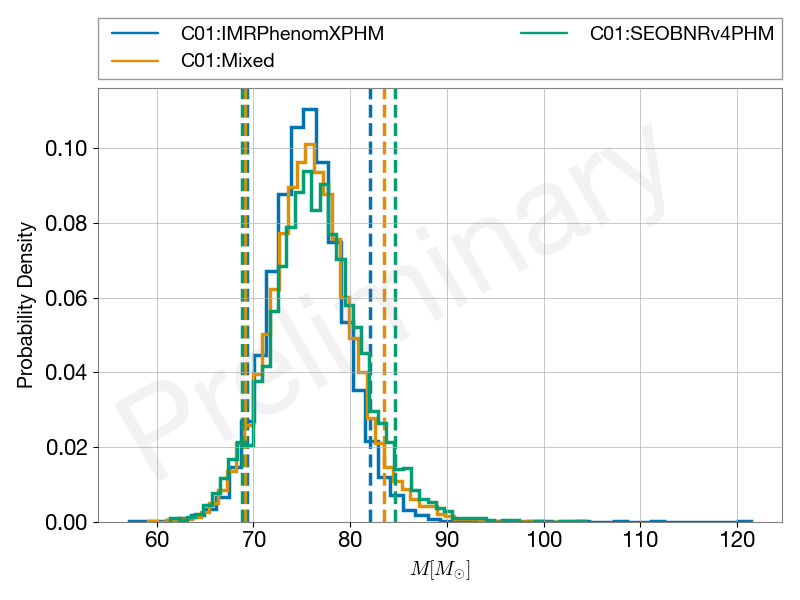 C01:IMRPhenomXPHM
C01:Mixed
C01:SEOBNRv4PHM
Preliminary
Probability Density
0.10
0.08
0.06
0.04
0.02
0.00
60 70 80 90 100 110 120
M[M⊙]